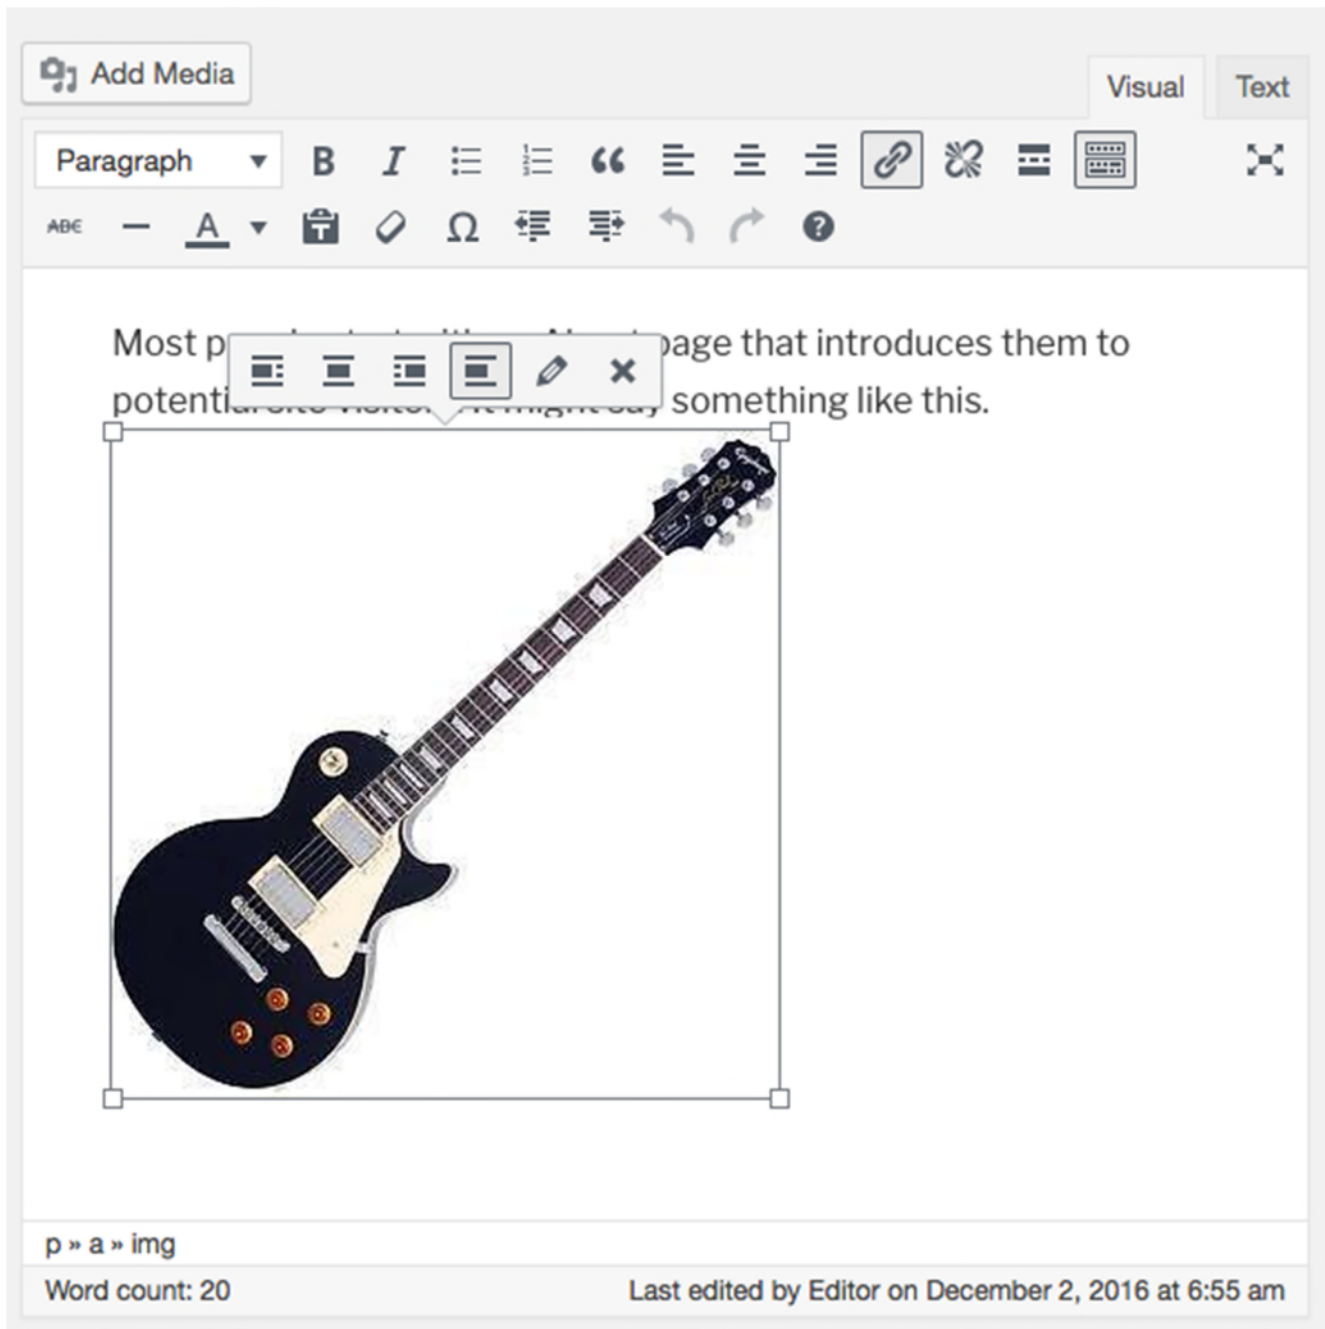 Add Media
Visual
Text
Paragraph
B
I
ABC
A
Ω
?
Most page that introduces them to
something like this.
p » a » img
Word count: 20
Last edited by Editor on December 2, 2016 at 6:55 am